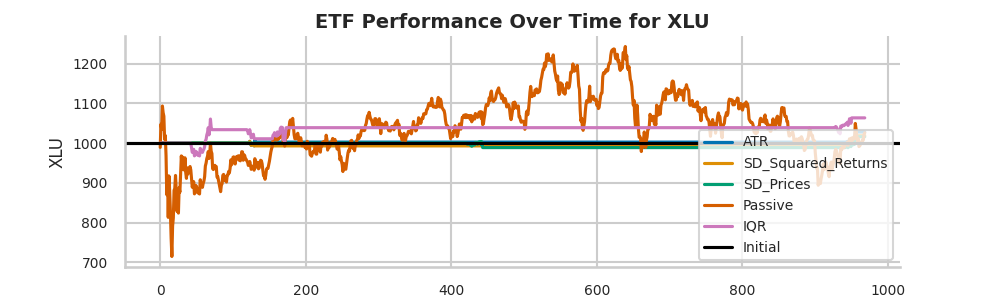 ETF Performance Over Time for XLU
XLU
1200
1100
1000
900
800
700
0
200
400
600
800
1000
ATR
SD_Squared_Returns
SD_Prices
Passive
IQR
Initial